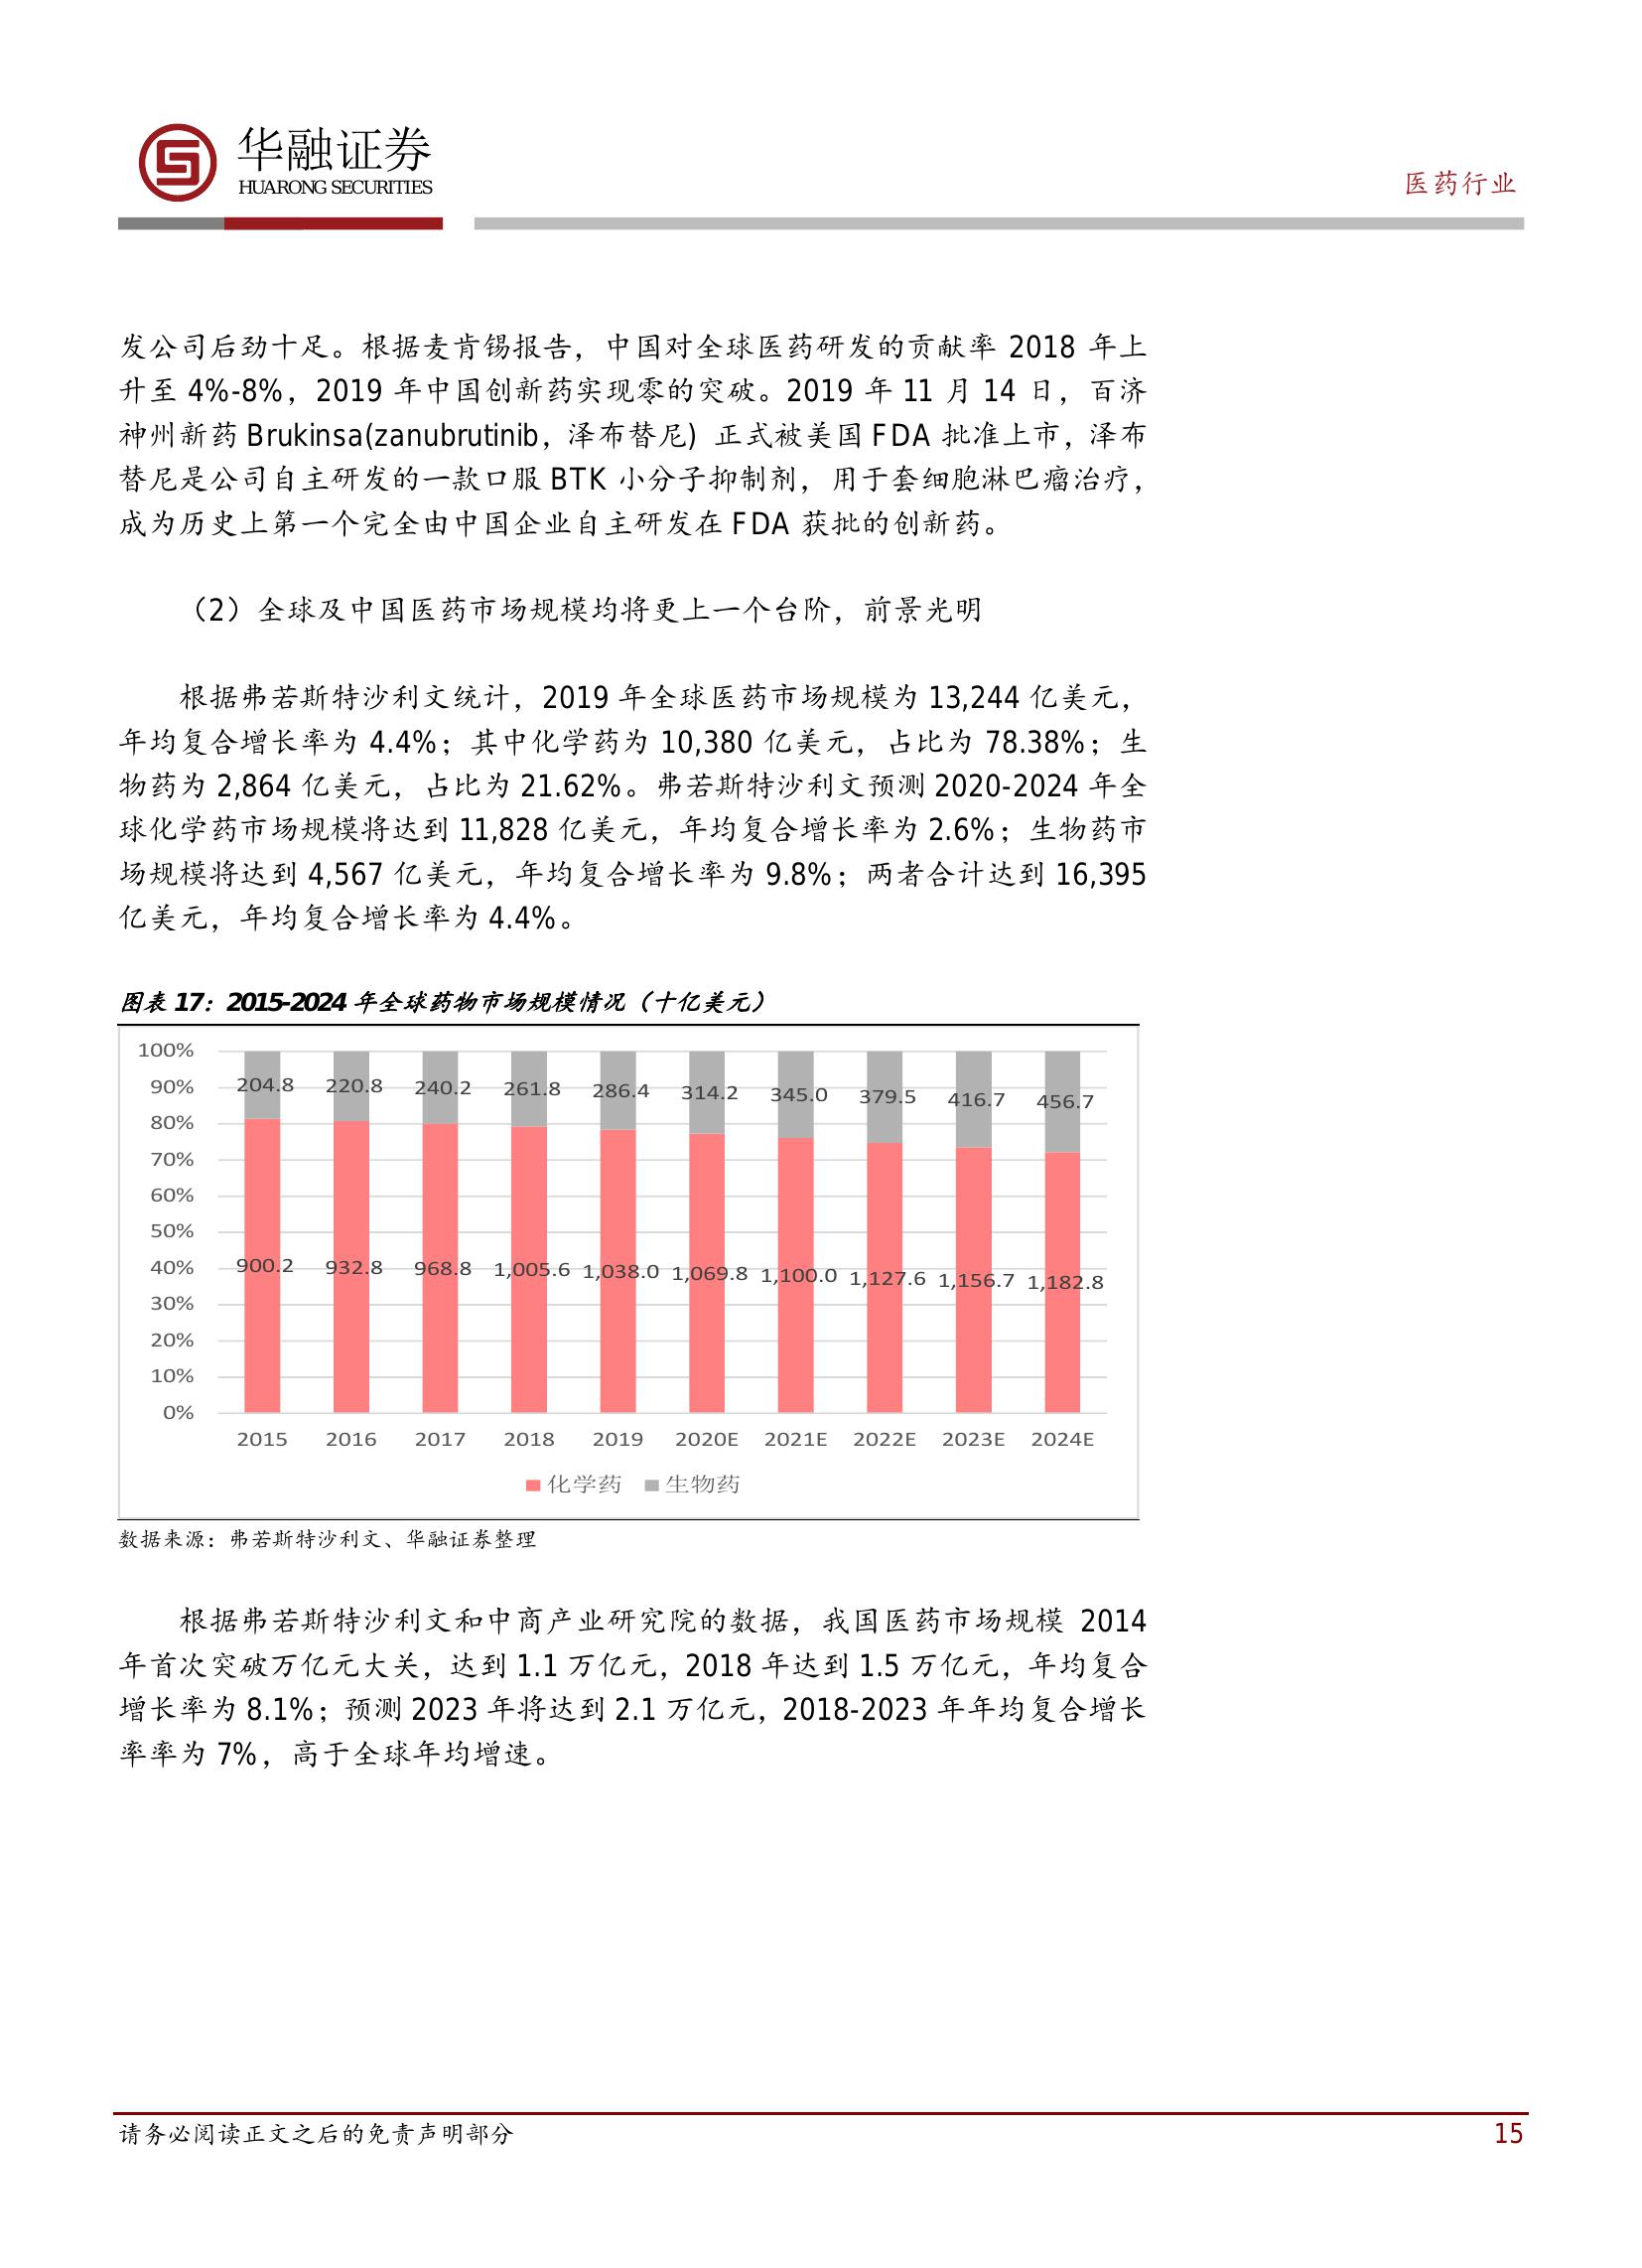 华融证券
HUARONG SECURITIES
医药行业
发公司后劲十足。根据麦肯锡报告，中国对全球医药研发的贡献率 2018 年上
升至 4%-8%，2019 年中国创新药实现零的突破。2019 年 11 月 14 日，百济
神州新药 Brukinsa(zanubrutinib，泽布替尼) 正式被美国 FDA 批准上市，泽布
替尼是公司自主研发的一款口服 BTK 小分子抑制剂，用于套细胞淋巴瘤治疗，
成为历史上第一个完全由中国企业自主研发在 FDA 获批的创新药。
（2）全球及中国医药市场规模均将更上一个台阶，前景光明
根据弗若斯特沙利文统计，2019 年全球医药市场规模为 13,244 亿美元，
年均复合增长率为 4.4%；其中化学药为 10,380 亿美元，占比为 78.38%；生
物药为 2,864 亿美元，占比为 21.62%。弗若斯特沙利文预测 2020-2024 年全
球化学药市场规模将达到 11,828 亿美元，年均复合增长率为 2.6%；生物药市
场规模将达到 4,567 亿美元，年均复合增长率为 9.8%；两者合计达到 16,395
亿美元，年均复合增长率为 4.4%。
图表 17：2015-2024 年全球药物市场规模情况（十亿美元）
100%
90%
80%
70%
60%
50%
40%
30%
20%
10%
0%
204.8 220.8 240.2 261.8 286.4 314.2 345.0 379.5 416.7 456.7
900.2 932.8 968.8 1,005.6 1,038.0 1,069.8 1,100.0 1,127.6 1,156.7 1,182.8
2015 2016 2017 2018 2019 2020E 2021E 2022E 2023E 2024E
化学药 生物药
数据来源：弗若斯特沙利文、华融证券整理
根据弗若斯特沙利文和中商产业研究院的数据，我国医药市场规模 2014
年首次突破万亿元大关，达到 1.1 万亿元，2018 年达到 1.5 万亿元，年均复合
增长率为 8.1%；预测 2023 年将达到 2.1 万亿元，2018-2023 年年均复合增长
率率为 7%，高于全球年均增速。
请务必阅读正文之后的免责声明部分
15